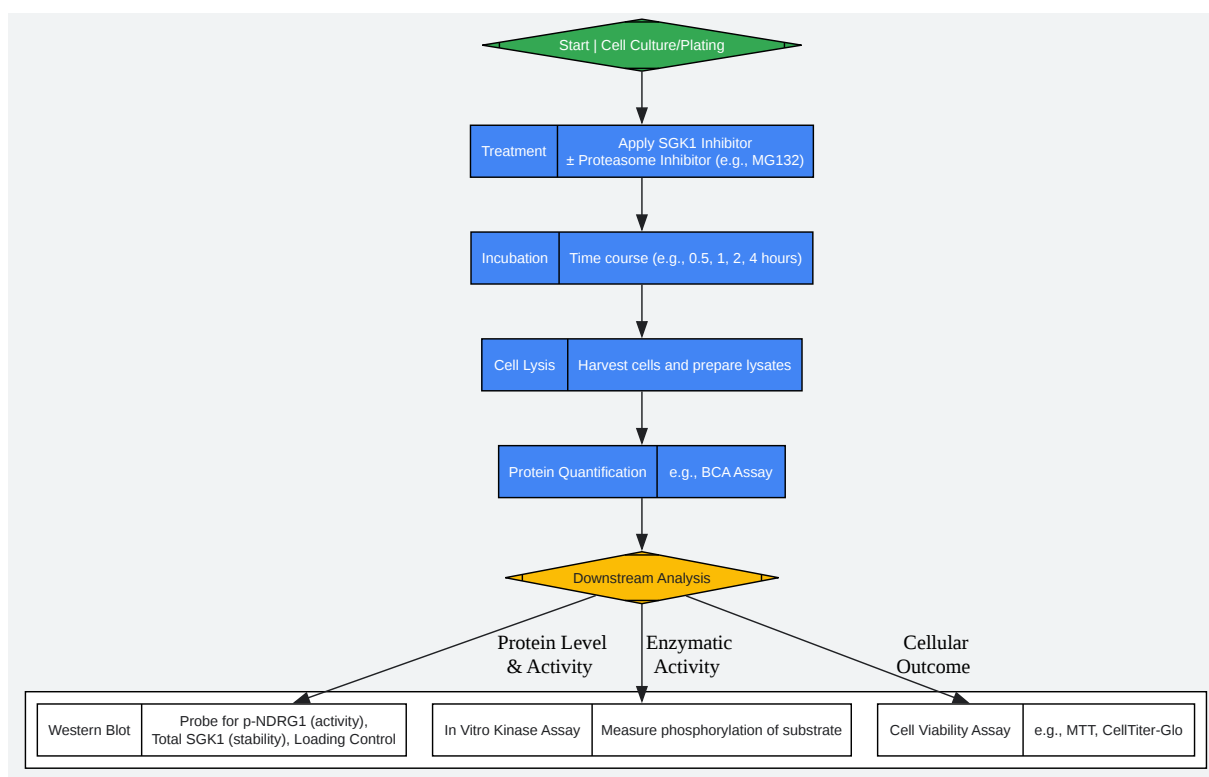 Start | Cell Culture/Plating
Treatment
Apply SGK1 Inhibitor
± Proteasome Inhibitor (e.g., MG132)
Incubation
Time course (e.g., 0.5, 1, 2, 4 hours)
Cell Lysis
Harvest cells and prepare lysates
Protein Quantification
e.g., BCA Assay
Downstream Analysis
Protein Level
& Activity
Enzymatic
Activity
Cellular
Outcome
Western Blot
Probe for p-NDRG1 (activity),
Total SGK1 (stability), Loading Control
In Vitro Kinase Assay
Measure phosphorylation of substrate
Cell Viability Assay
e.g., MTT, CellTiter-Glo